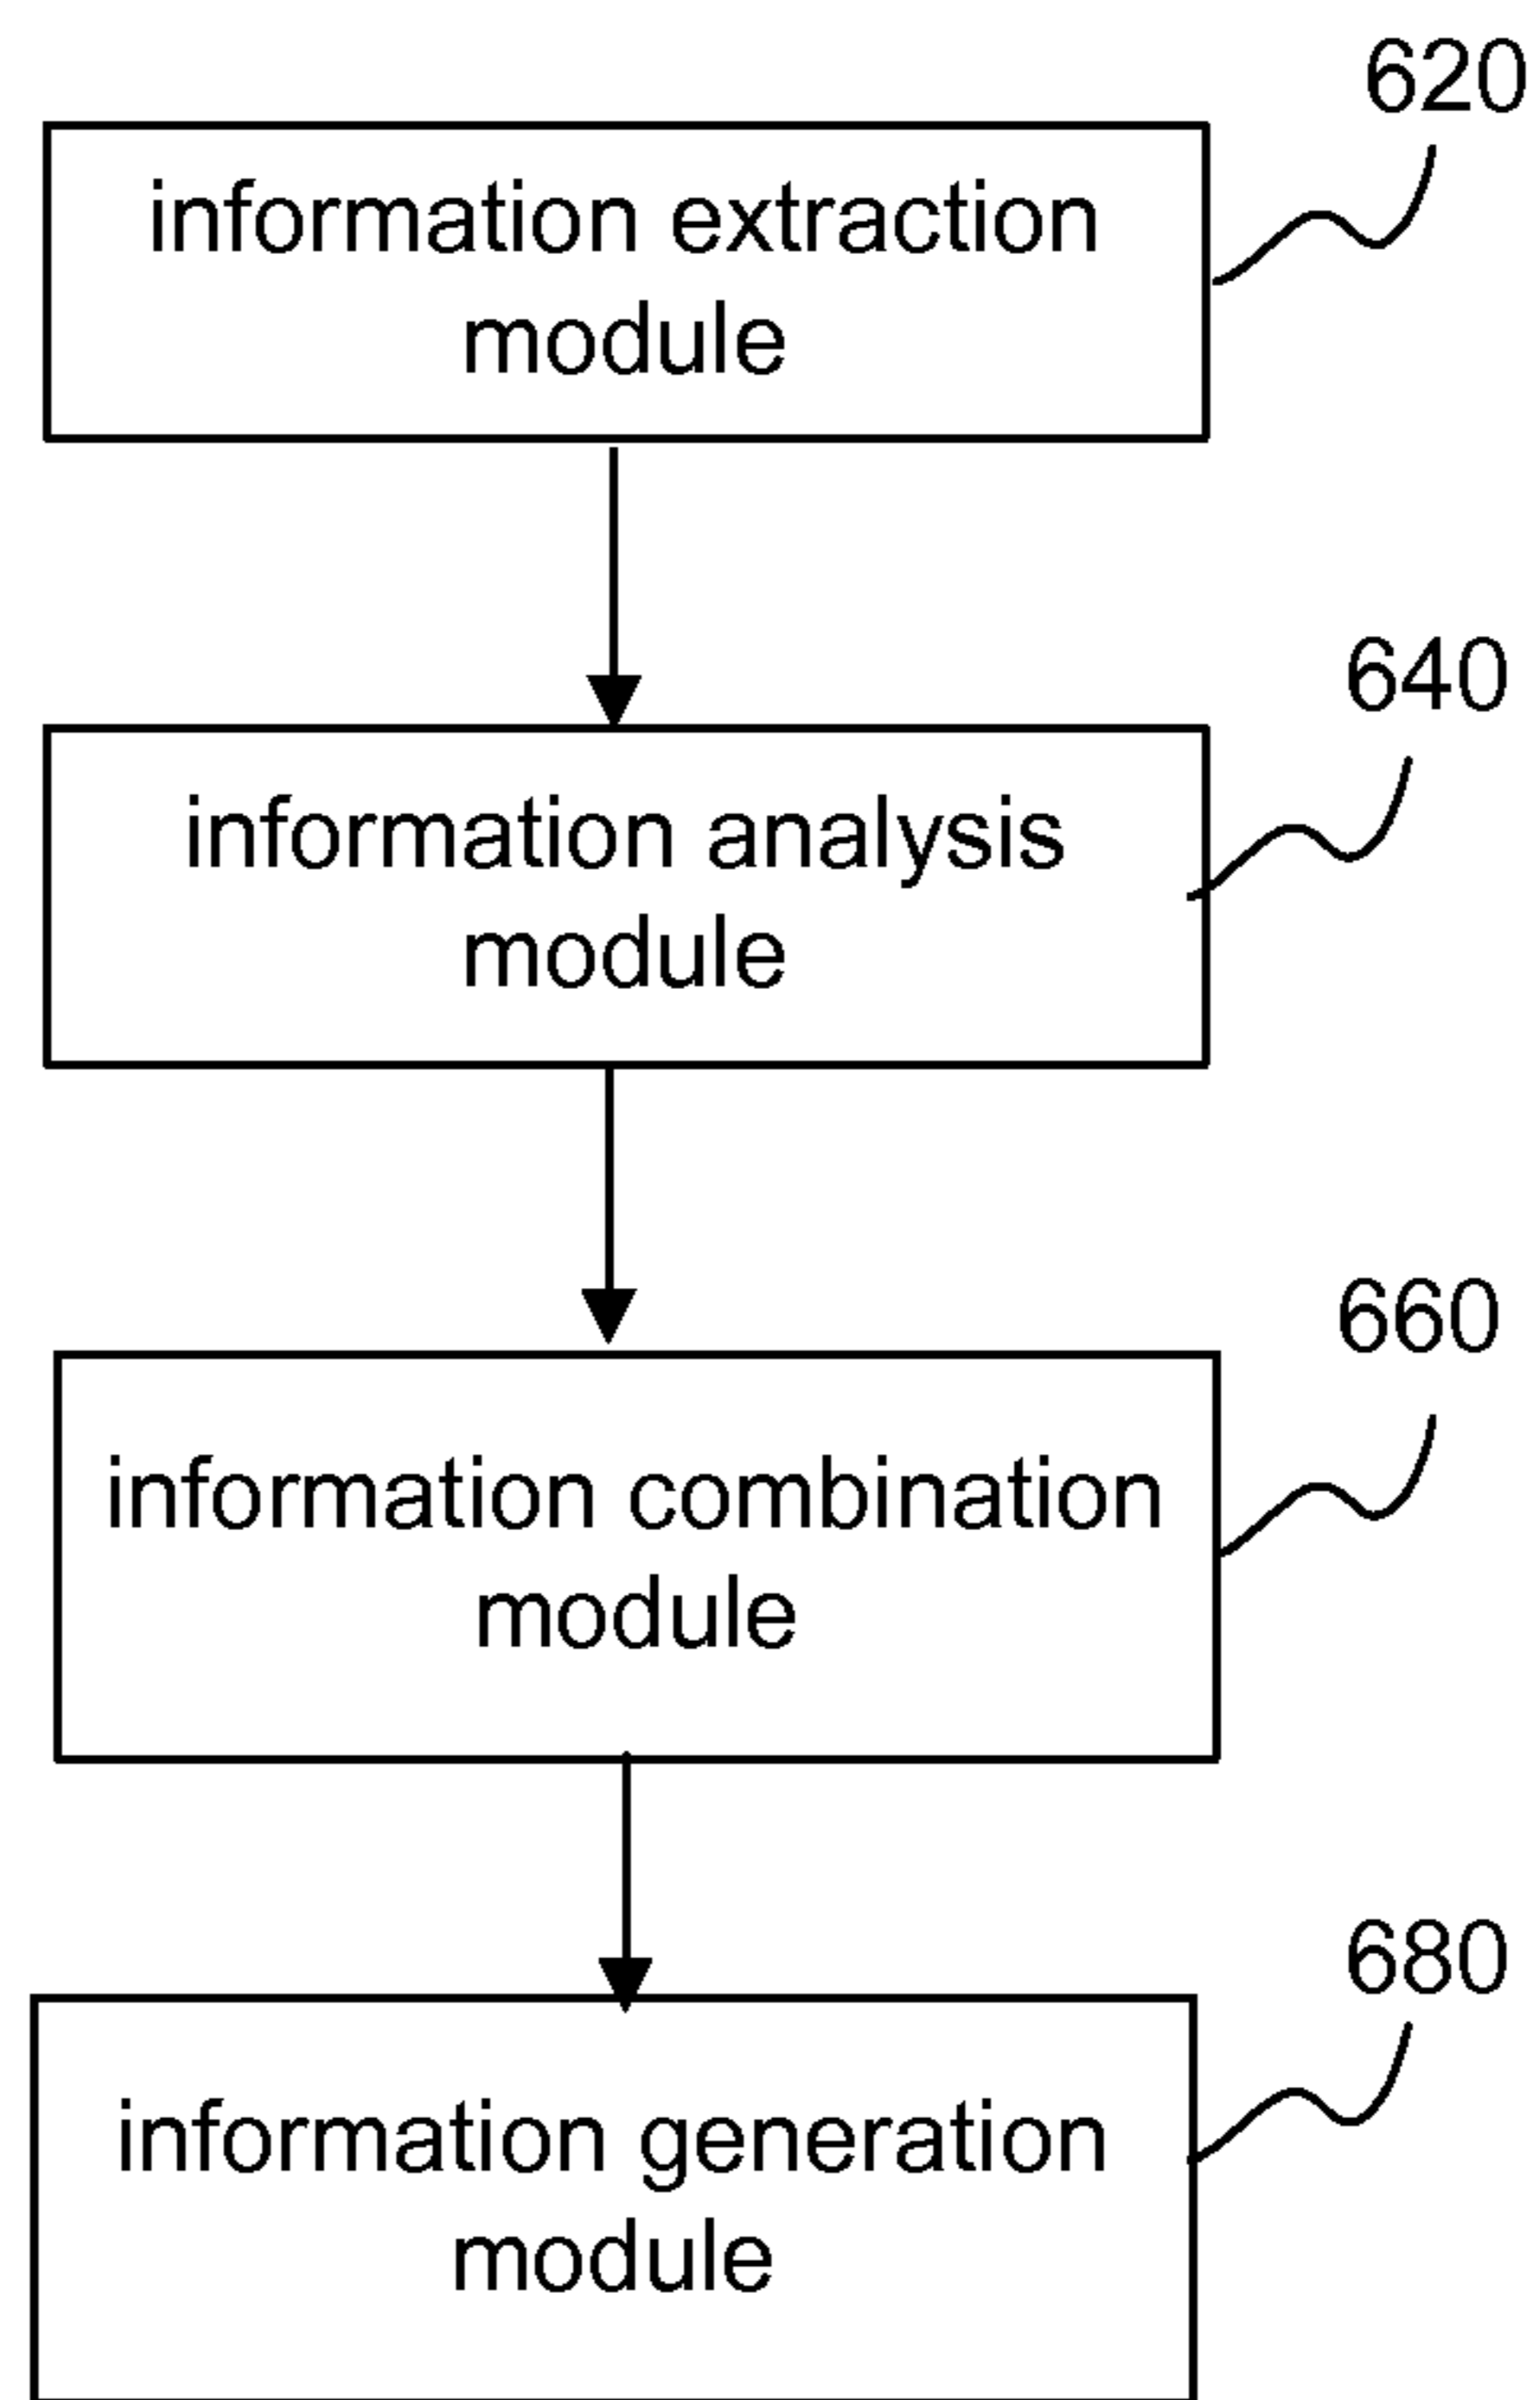 620
information extraction
module
640
information analysis
module
660
information combination
module
680
information generation
module